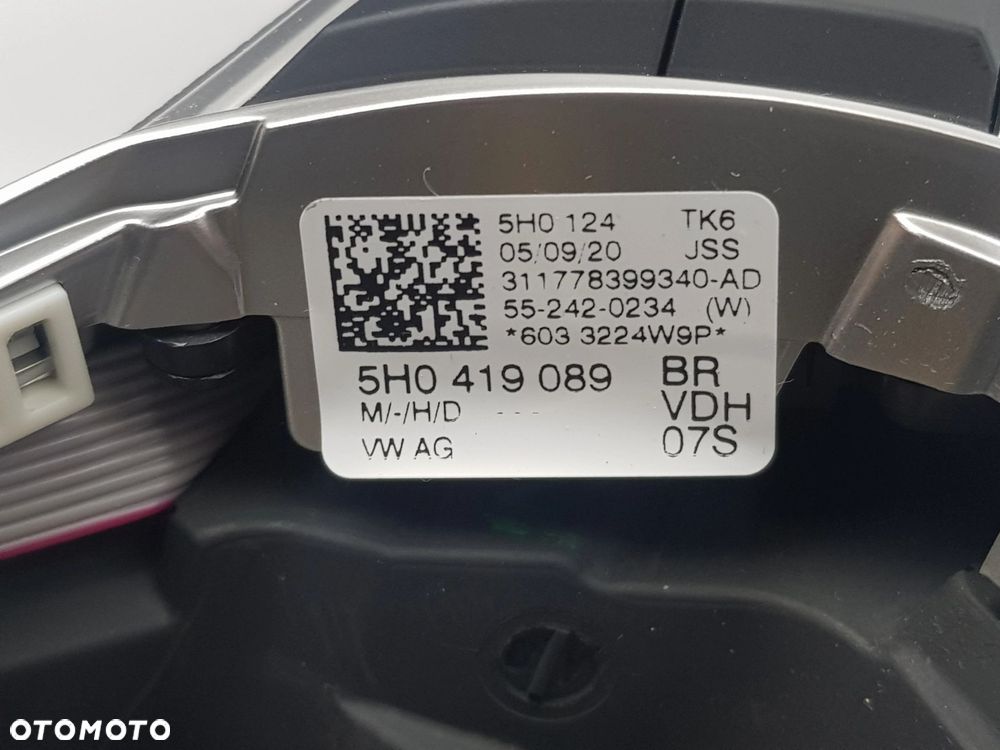 5H0 124 TK6
05/09/20 JSS
311778399340-AD
55-242-0234 (W)
*603 3224W9P*
5H0 419 089 BR
M/-/H/D --- VDH
VW AG 07S
OTOMOTO